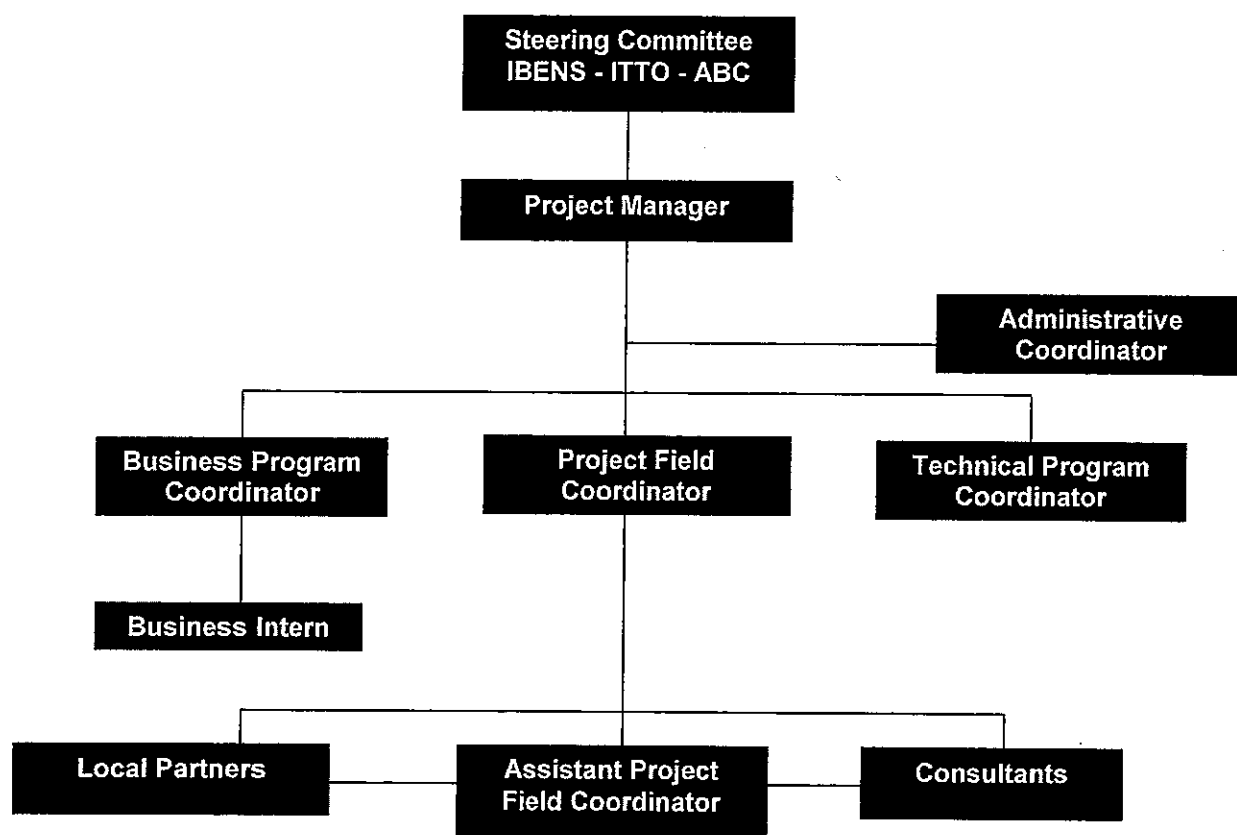 Steering Committee
IBENS - ITTO - ABC
Project Manager
Administrative
Coordinator
Business Program
Coordinator
Project Field
Coordinator
Technical Program
Coordinator
Business Intern
Local Partners
Assistant Project
Field Coordinator
Consultants